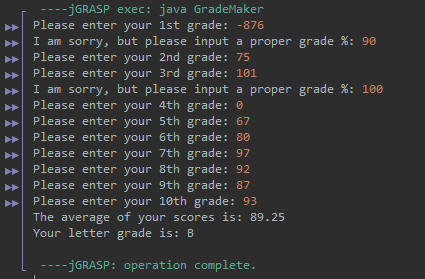 ----jGRASP exec: java GradeMaker
Please enter your 1st grade: -876
I am sorry, but please input a proper grade %: 90
Please enter your 2nd grade: 75
Please enter your 3rd grade: 101
I am sorry, but please input a proper grade %: 100
Please enter your 4th grade: 0
Please enter your 5th grade: 67
Please enter your 6th grade: 80
Please enter your 7th grade: 97
Please enter your 8th grade: 92
Please enter your 9th grade: 87
Please enter your 10th grade: 93
The average of your scores is: 89.25
Your letter grade is: B
----jGRASP: operation complete.